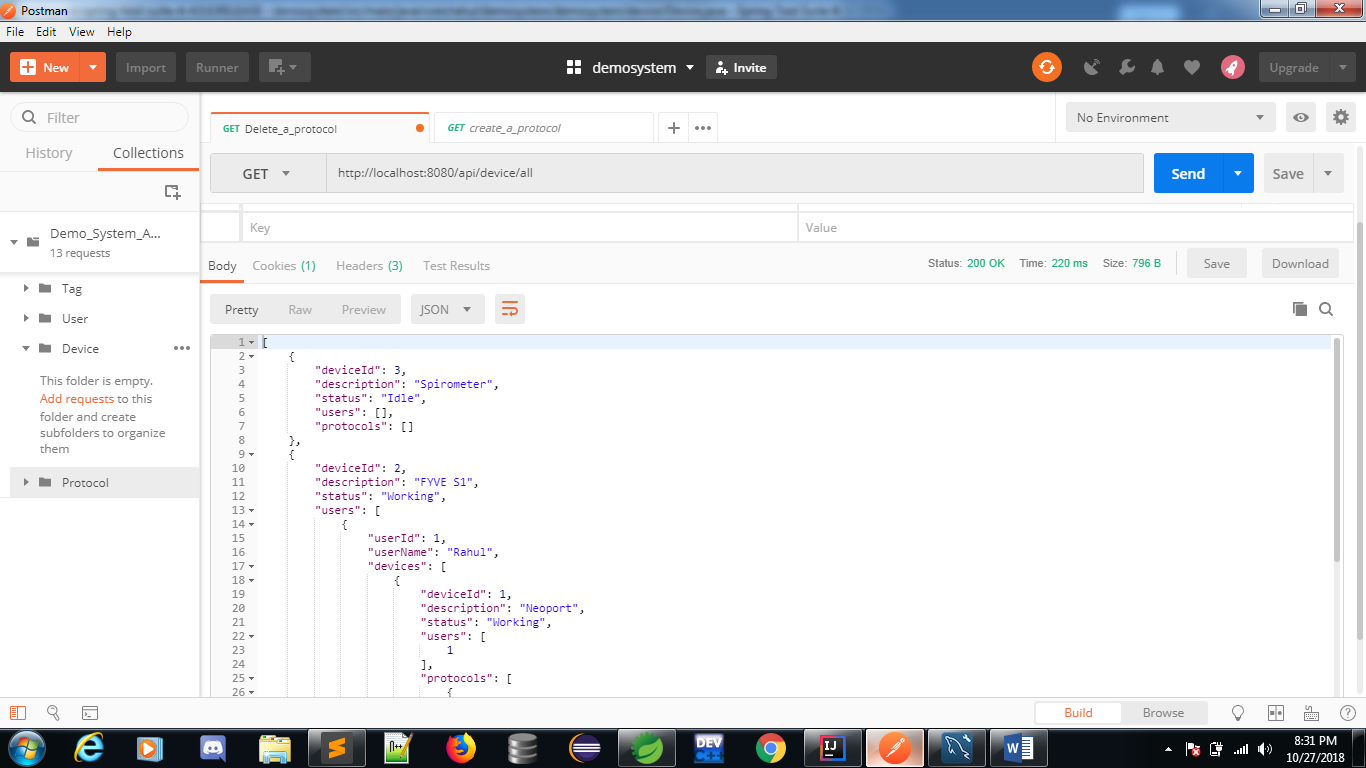 Postman
File Edit View Help
New Import Runner demosystem Invite Upgrade
Filter
History Collections
Demo_System_A...
13 requests
Tag
User
Device
This folder is empty.
Add requests to this
folder and create
subfolders to organize
them
Protocol
GET Delete_a_protocol GET create_a_protocol
No Environment
GET http://localhost:8080/api/device/all Send Save
Key Value
Body Cookies (1) Headers (3) Test Results Status: 200 OK Time: 220 ms Size: 796 B Save Download
Pretty Raw Preview JSON
1 [
2 {
3 "deviceId": 3,
4 "description": "Spirometer",
5 "status": "Idle",
6 "users": [],
7 "protocols": []
8 },
9 {
10 "deviceId": 2,
11 "description": "FYVE S1",
12 "status": "Working",
13 "users": [
14 {
15 "userId": 1,
16 "userName": "Rahul",
17 "devices": [
18 {
19 "deviceId": 1,
20 "description": "Neoport",
21 "status": "Working",
22 "users": [
23 1
24 ],
25 "protocols": [
26 {
Build Browse
N++
DEV
C++
IJ
W
8:31 PM
10/27/2018